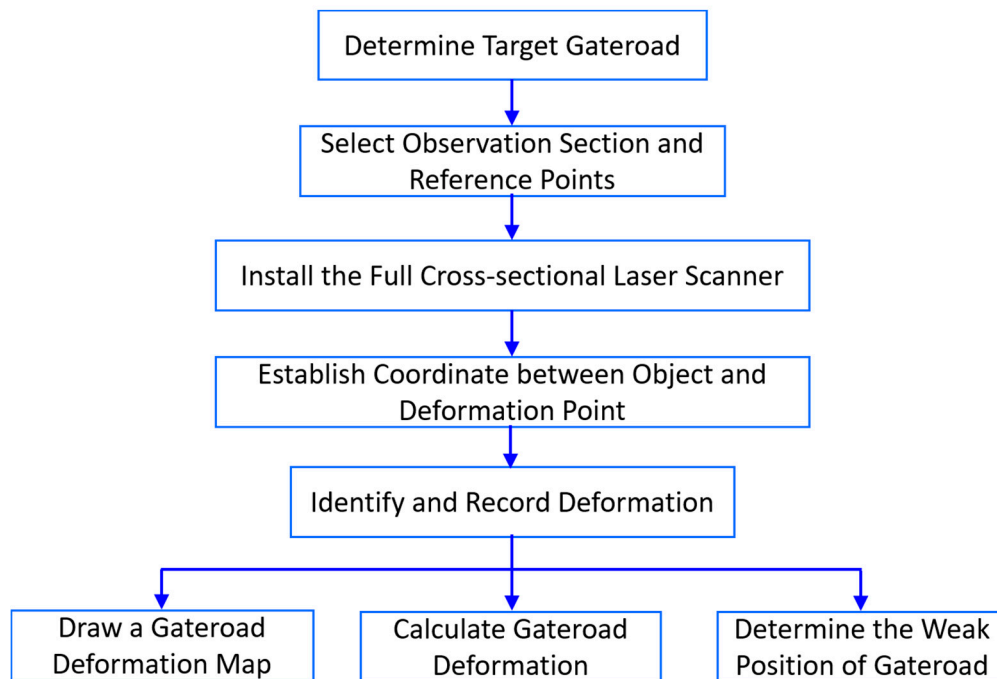 Determine Target Gateroad
Select Observation Section and
Reference Points
Install the Full Cross-sectional Laser Scanner
Establish Coordinate between Object and
Deformation Point
Identify and Record Deformation
Draw a Gateroad
Deformation Map
Calculate Gateroad
Deformation
Determine the Weak
Position of Gateroad